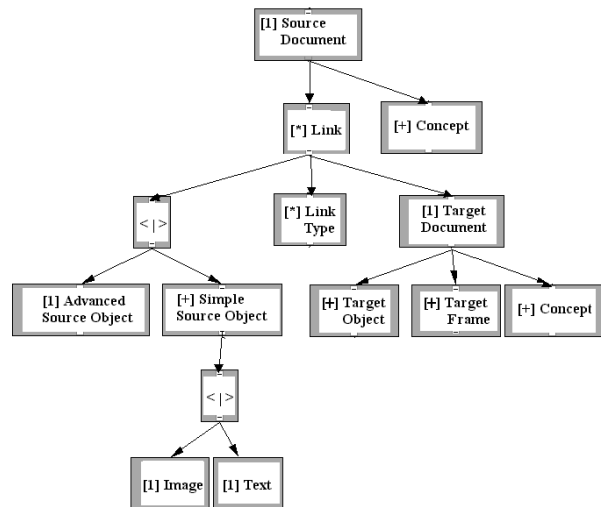 [1] Source
Document
[*] Link
[+] Concept
< | >
[*] Link
Type
[1] Target
Document
[1] Advanced
Source Object
[+] Simple
Source Object
[+] Target
Object
[+] Target
Frame
[+] Concept
< | >
[1] Image
[1] Text